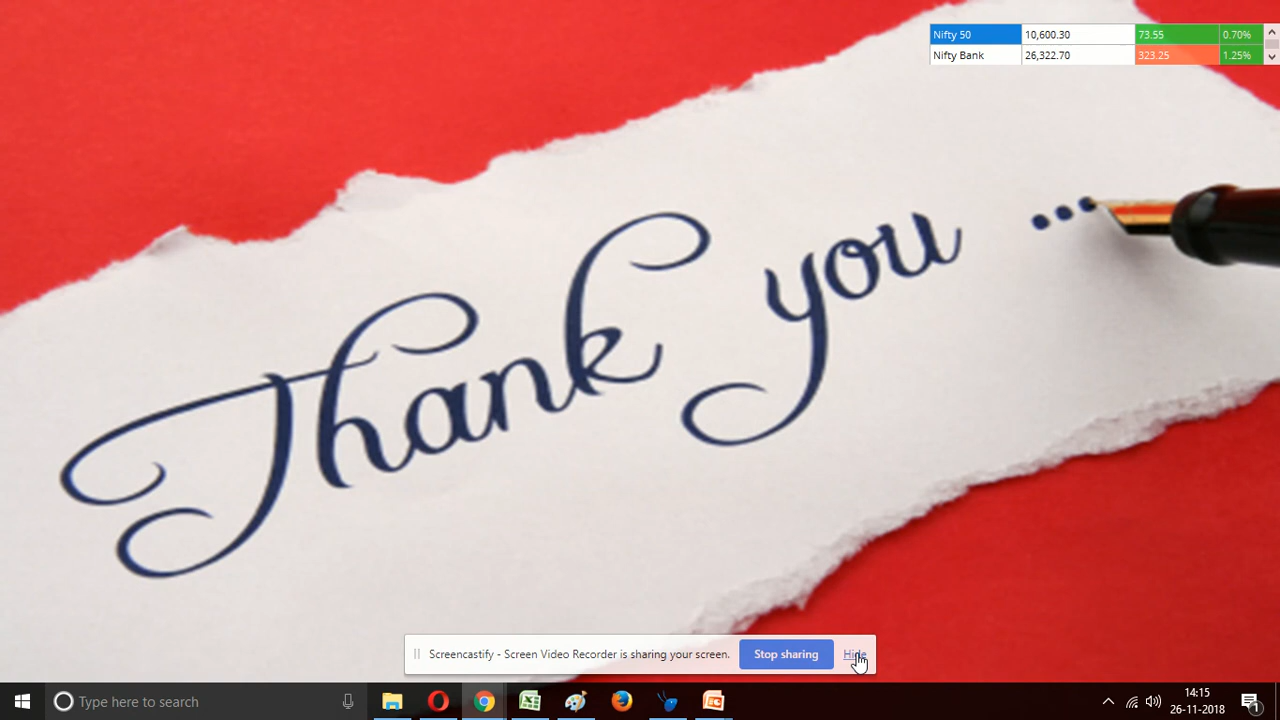 Nifty 50 10,600.30 73.55 0.70%
Nifty Bank 26,322.70 323.25 1.25%
Thank you ...
Screencastify - Screen Video Recorder is sharing your screen. Stop sharing Hide
Type here to search
14:15
26-11-2018
1